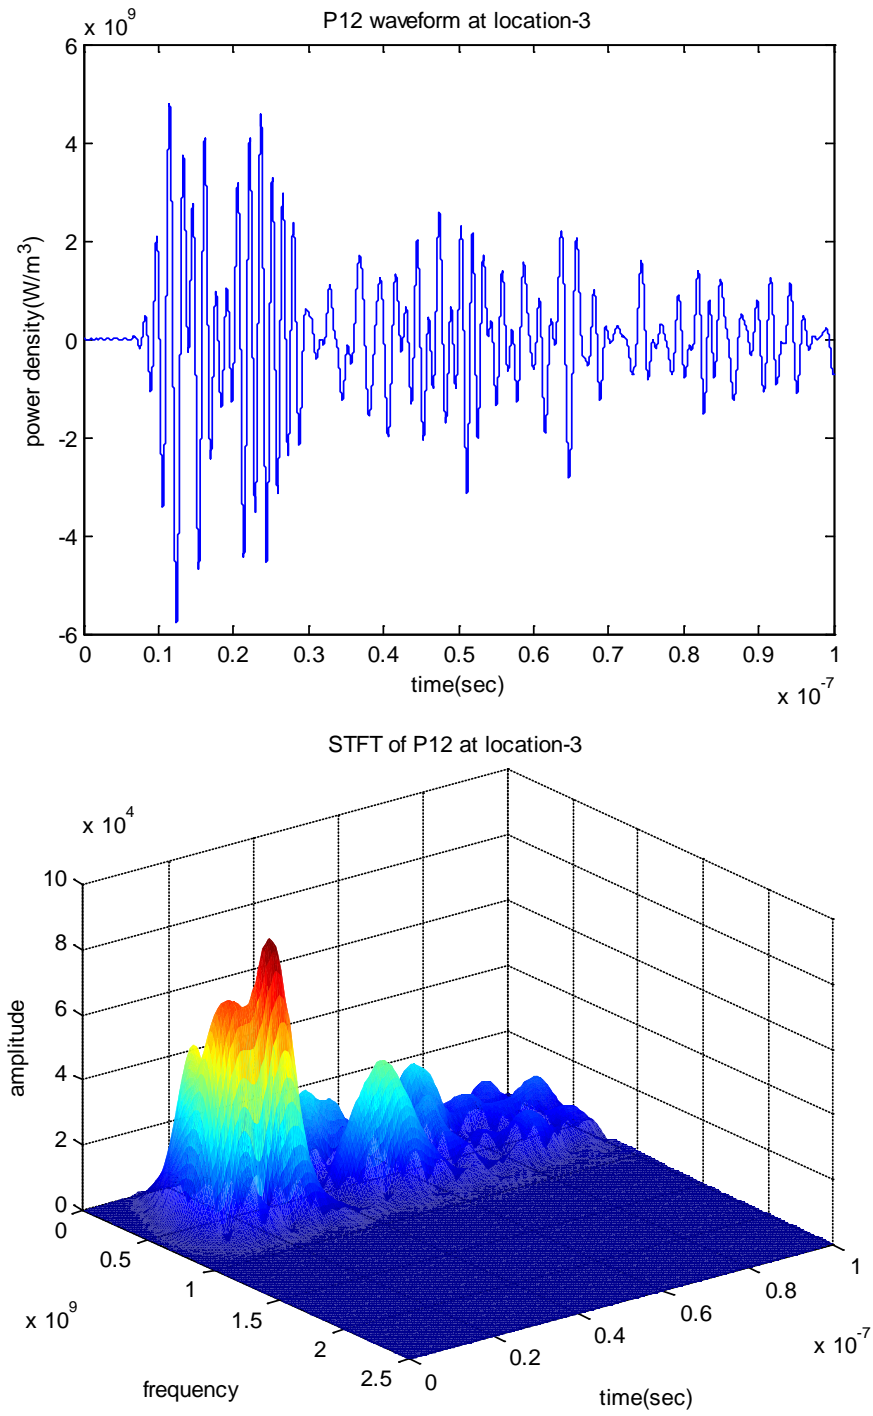 P12 waveform at location-3
x 10^9
6
4
2
0
-2
-4
-6
power density(W/m^3)
0 0.1 0.2 0.3 0.4 0.5 0.6 0.7 0.8 0.9 1
time(sec)
x 10^-7
STFT of P12 at location-3
x 10^4
10
8
6
4
2
0
amplitude
0
0.5
1
1.5
2
2.5
x 10^9
frequency
0
0.2
0.4
0.6
0.8
1
x 10^-7
time(sec)